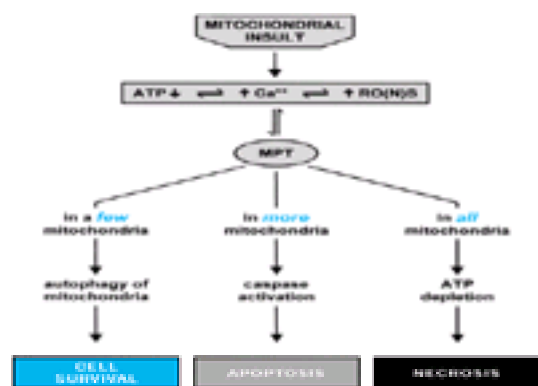 MITOCHONDRIAL
INSULT
ATP ↓ ⇌ ↑ Ca⁺⁺ ⇌ ↑ RO(N)S
MPT
in a few
mitochondria
in more
mitochondria
in all
mitochondria
autophagy of
mitochondria
caspase
activation
ATP
depletion
CELL
SURVIVAL
APOPTOSIS
NECROSIS